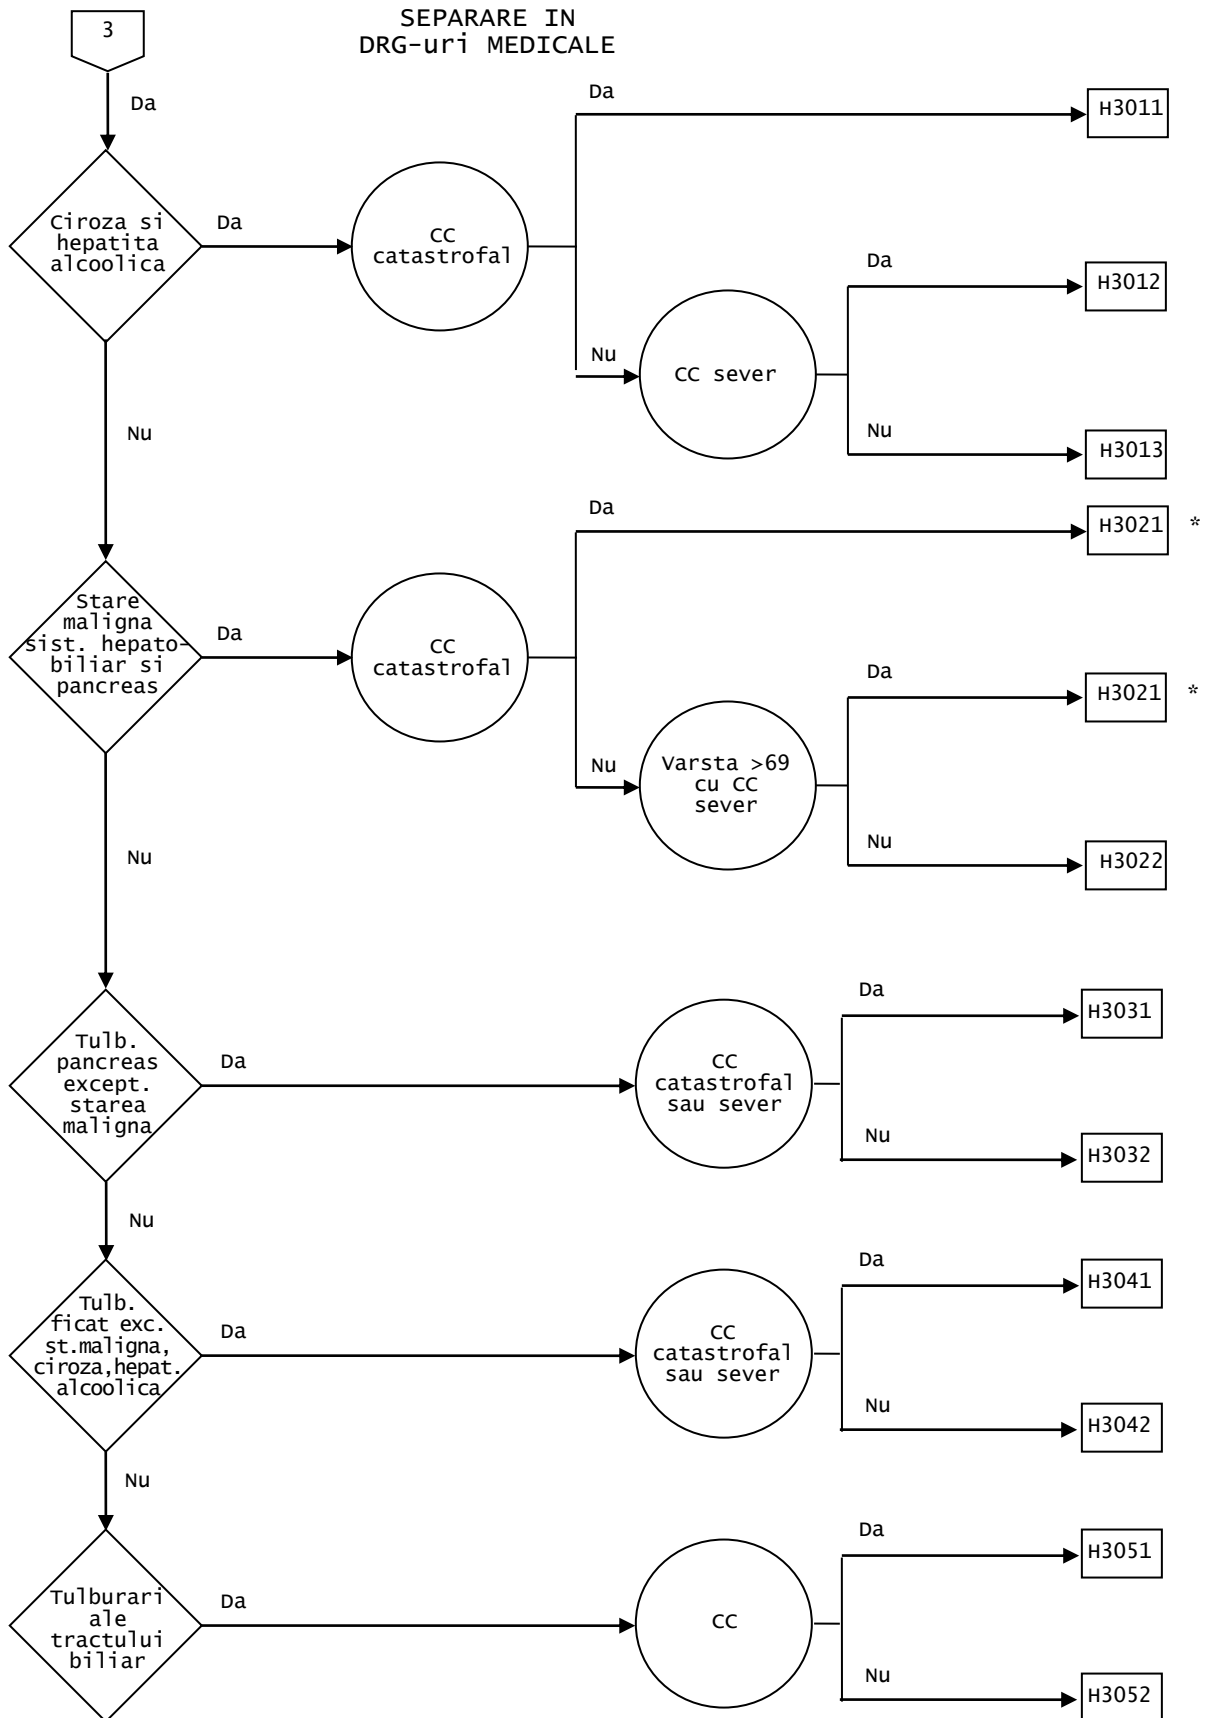 3
SEPARARE IN
DRG-uri MEDICALE
Da
Da
H3011
Ciroza si
hepatita
alcoolica
Da
CC
catastrofal
Da
H3012
Nu
CC sever
Nu
Nu
H3013
Da
H3021 *
Stare
maligna
sist. hepato-
biliar si
pancreas
Da
CC
catastrofal
Da
H3021 *
Nu
Varsta >69
cu CC
sever
Nu
Nu
H3022
Da
H3031
Tulb.
pancreas
except.
starea
maligna
Da
CC
catastrofal
sau sever
Nu
H3032
Nu
Da
H3041
Tulb.
ficat exc.
st.maligna,
ciroza,hepat.
alcoolica
Da
CC
catastrofal
sau sever
Nu
H3042
Nu
Da
H3051
Tulburari
ale
tractului
biliar
Da
CC
Nu
H3052